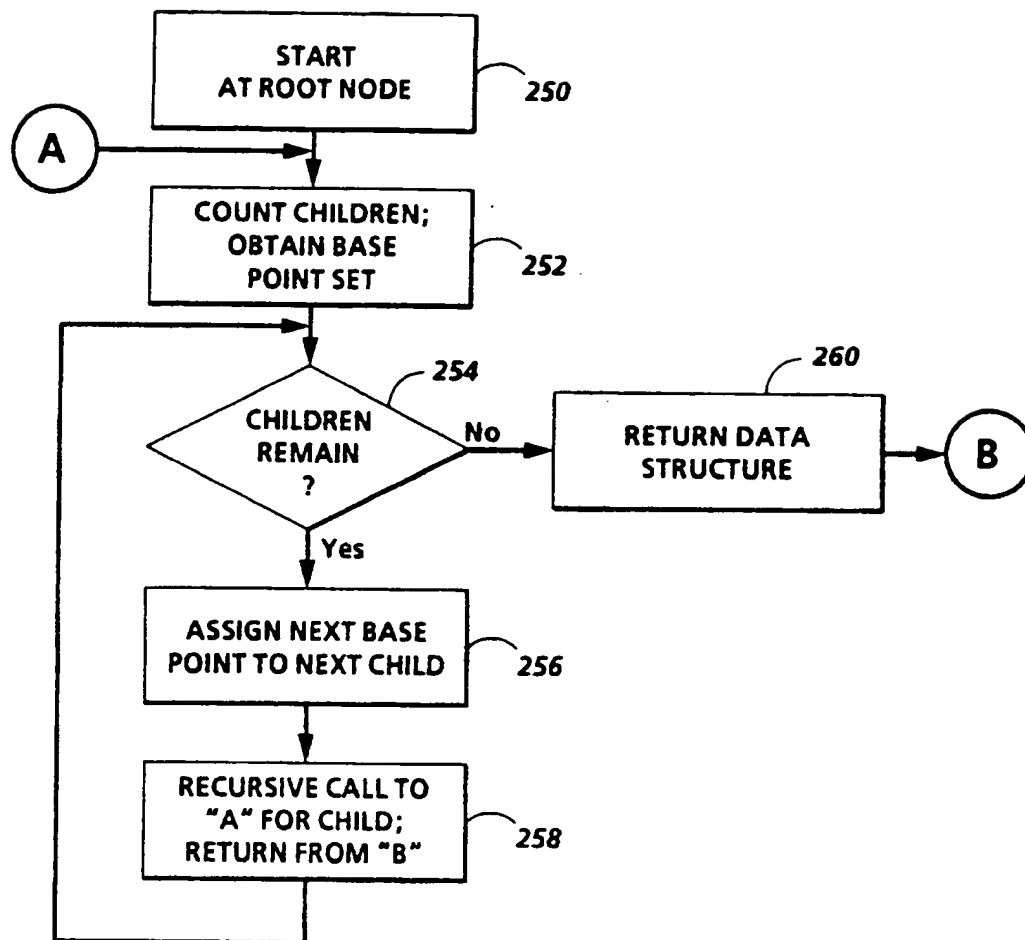 START
AT ROOT NODE
250
A
COUNT CHILDREN;
OBTAIN BASE
POINT SET
252
254
CHILDREN
REMAIN
?
No
260
RETURN DATA
STRUCTURE
B
Yes
ASSIGN NEXT BASE
POINT TO NEXT CHILD
256
RECURSIVE CALL TO
"A" FOR CHILD;
RETURN FROM "B"
258